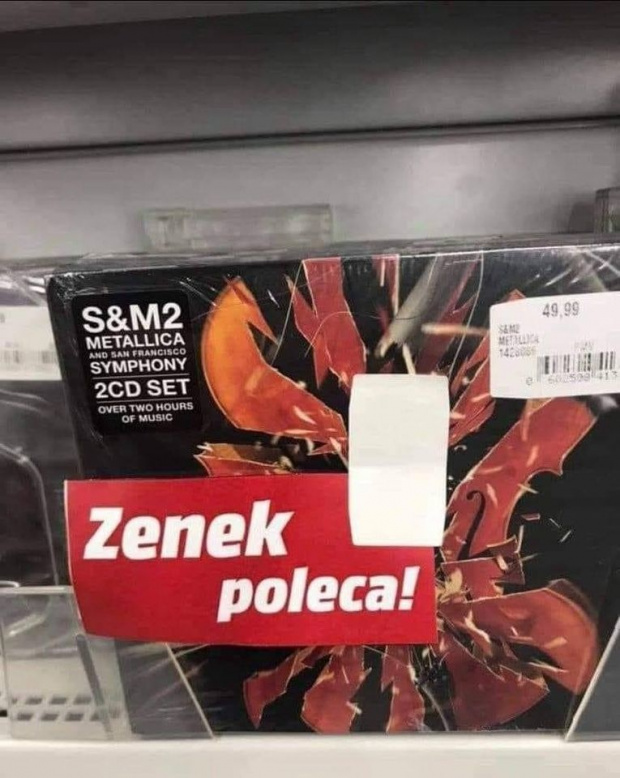 S&M2
METALLICA
AND SAN FRANCISCO
SYMPHONY
2CD SET
OVER TWO HOURS
OF MUSIC
49,99
S&M2
METALLICA
Zenek
poleca!